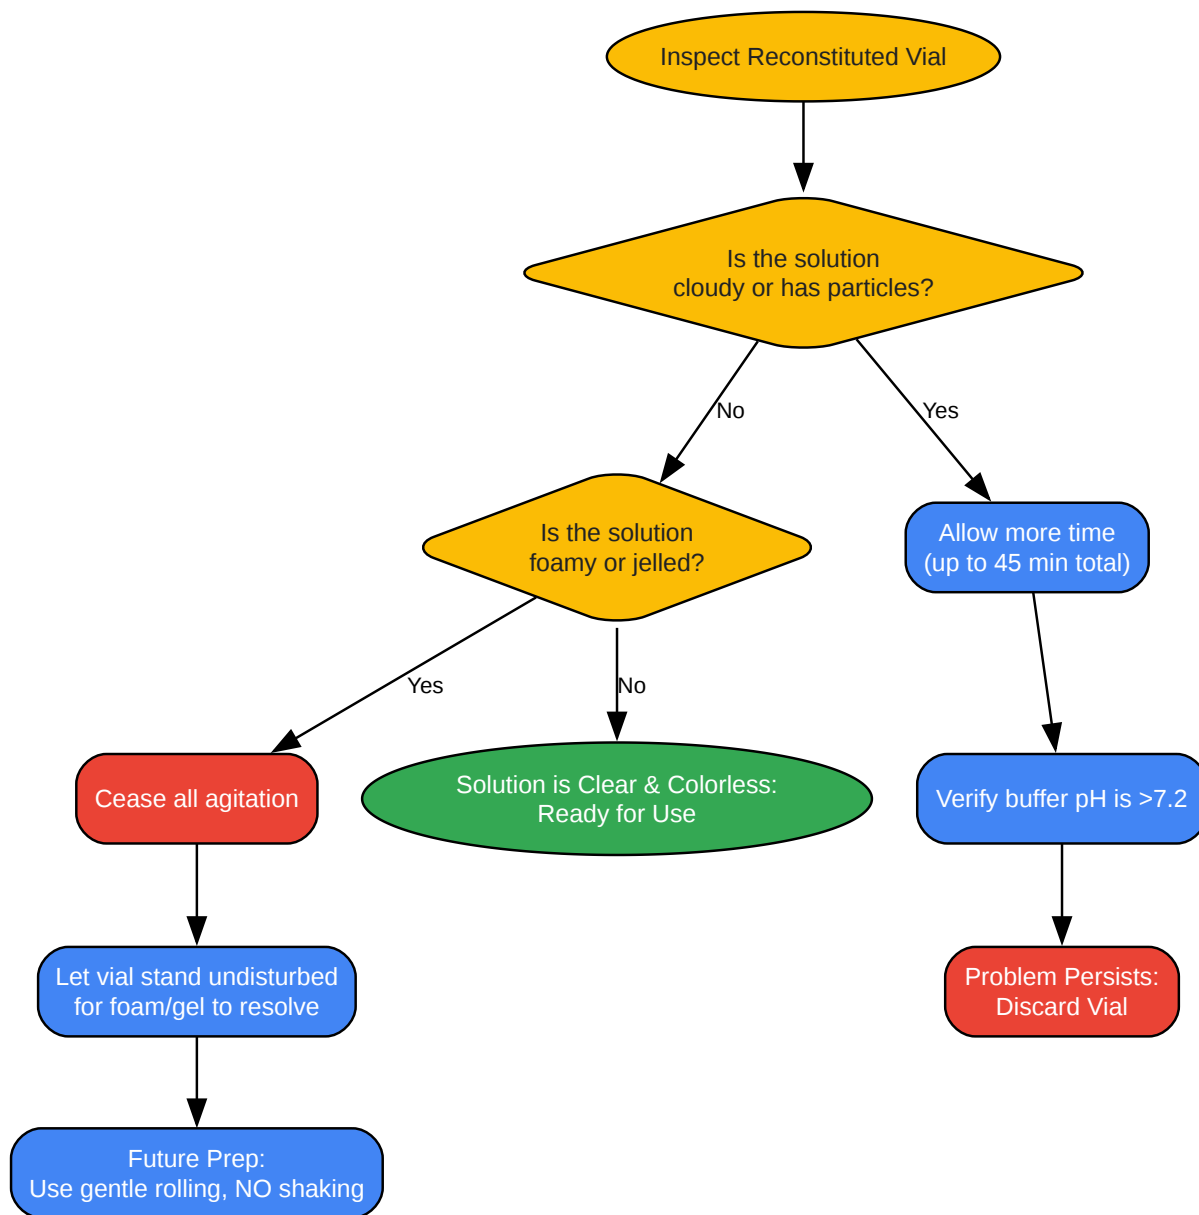 Inspect Reconstituted Vial
Is the solution
cloudy or has particles?
No
Yes
Is the solution
foamy or jelled?
Allow more time
(up to 45 min total)
Yes
No
Cease all agitation
Solution is Clear & Colorless:
Ready for Use
Verify buffer pH is >7.2
Let vial stand undisturbed
for foam/gel to resolve
Problem Persists:
Discard Vial
Future Prep:
Use gentle rolling, NO shaking